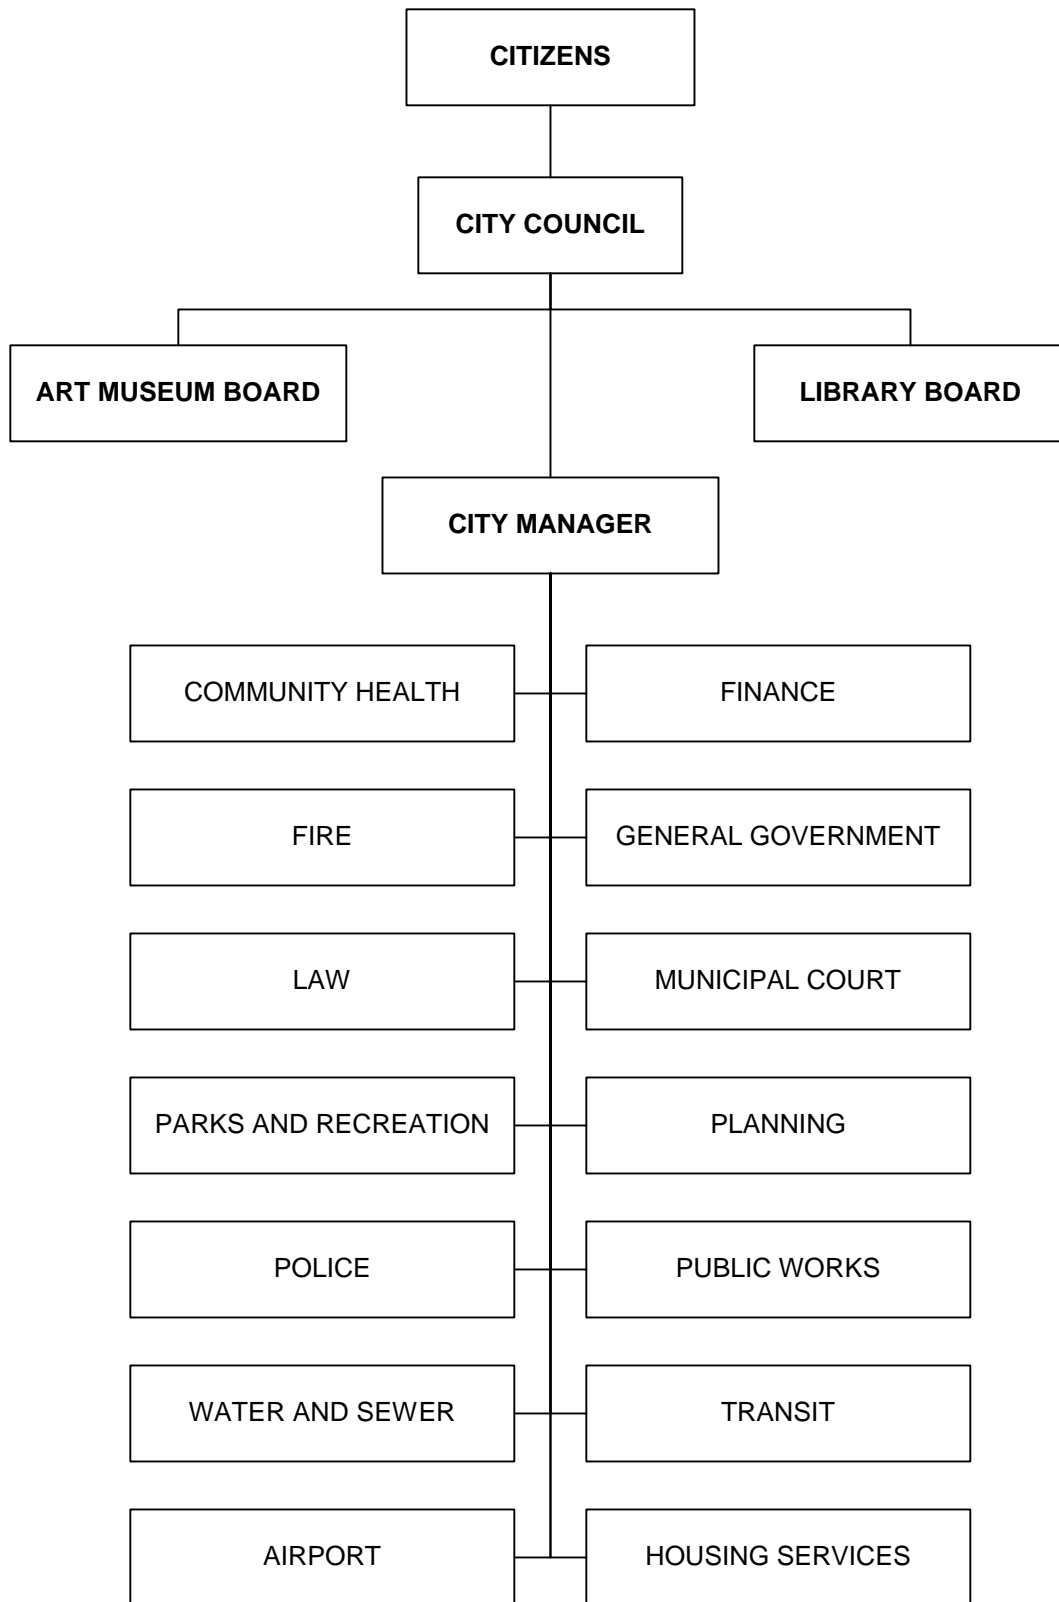 CITIZENS
CITY COUNCIL
ART MUSEUM BOARD
LIBRARY BOARD
CITY MANAGER
COMMUNITY HEALTH
FINANCE
FIRE
GENERAL GOVERNMENT
LAW
MUNICIPAL COURT
PARKS AND RECREATION
PLANNING
POLICE
PUBLIC WORKS
WATER AND SEWER
TRANSIT
AIRPORT
HOUSING SERVICES